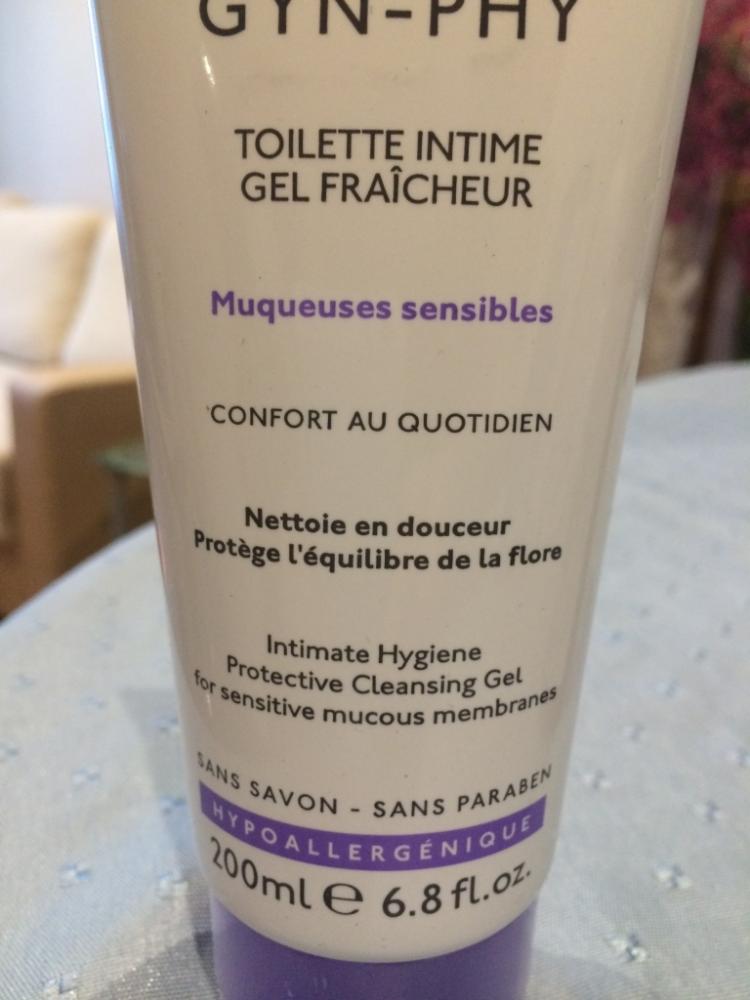 GYN-PHY
TOILETTE INTIME
GEL FRAÎCHEUR
Muqueuses sensibles
CONFORT AU QUOTIDIEN
Nettoie en douceur
Protège l'équilibre de la flore
Intimate Hygiene
Protective Cleansing Gel
for sensitive mucous membranes
SANS SAVON - SANS PARABEN
HYPOALLERGÉNIQUE
200ml e 6.8 fl.oz.